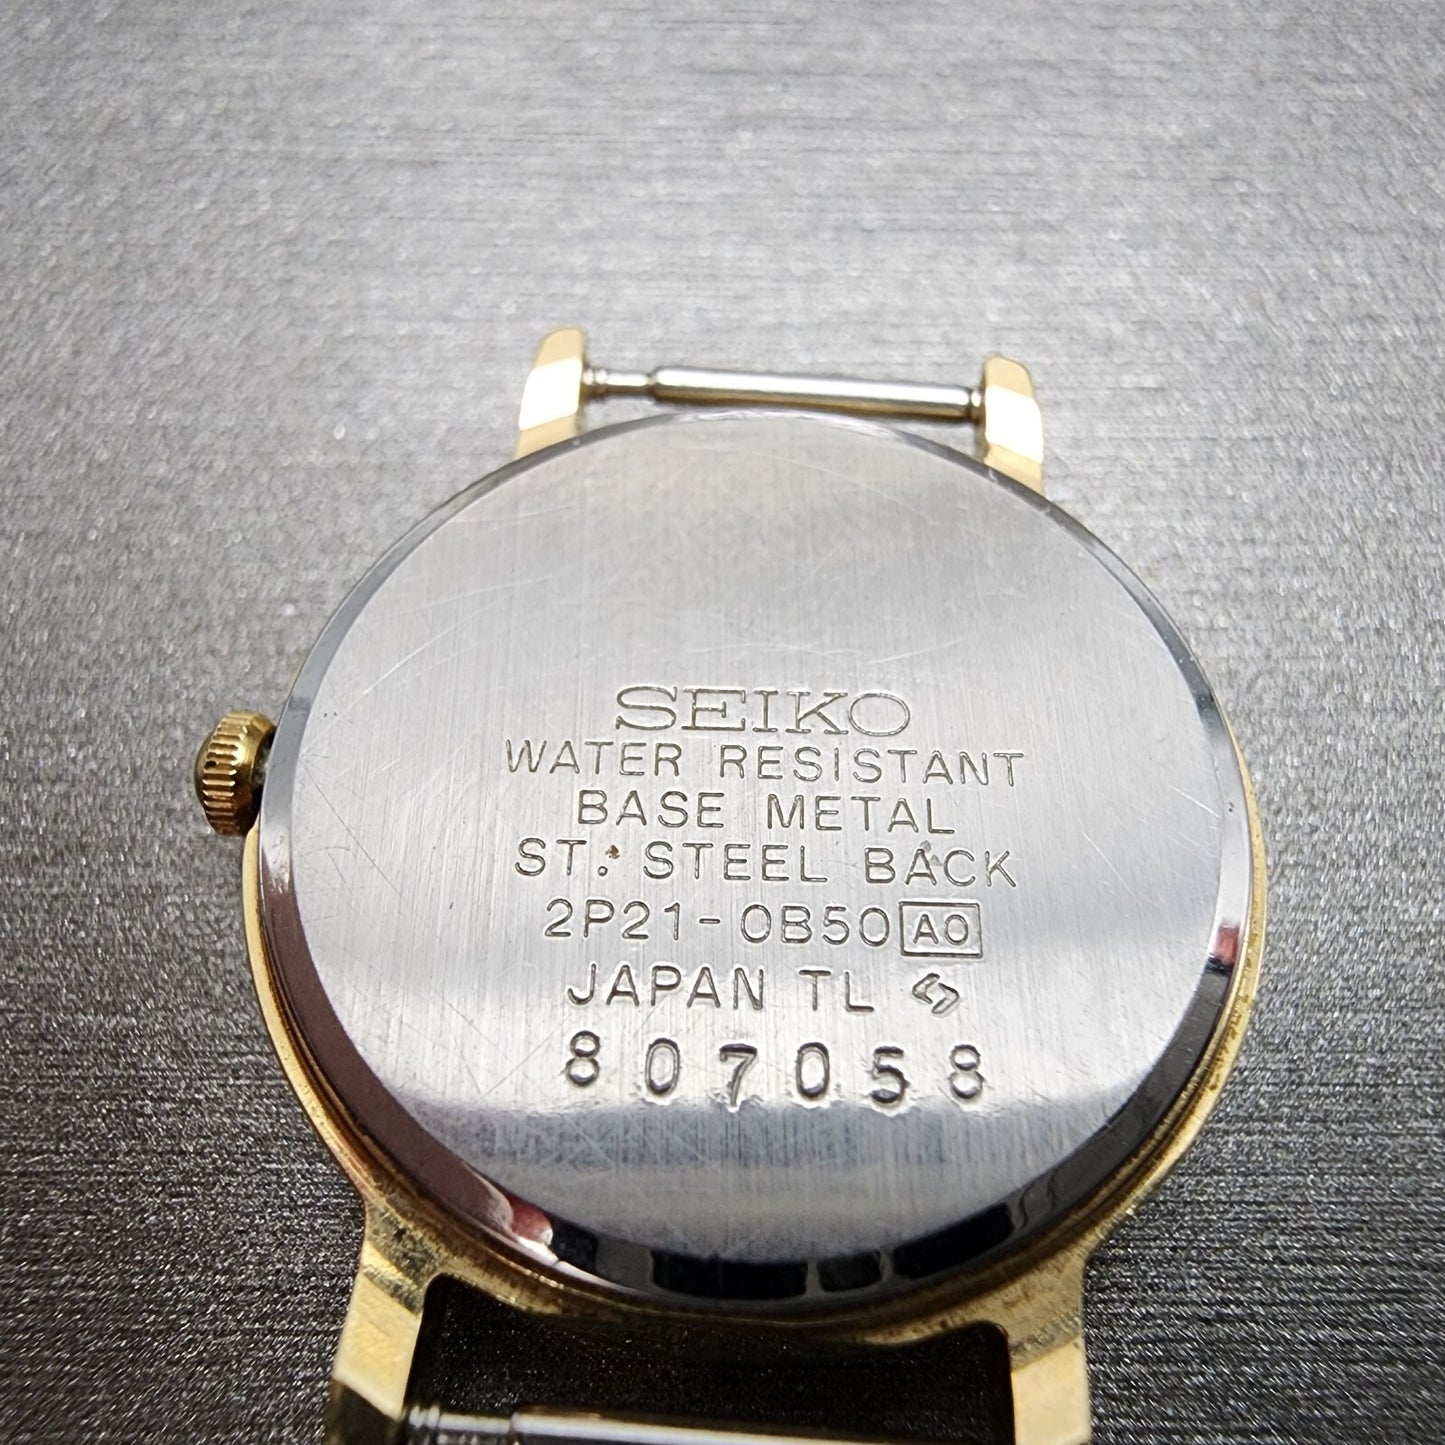 SEIKO
WATER RESISTANT
BASE METAL
ST. STEEL BACK
2P21-0B50 A0
JAPAN TL
807058